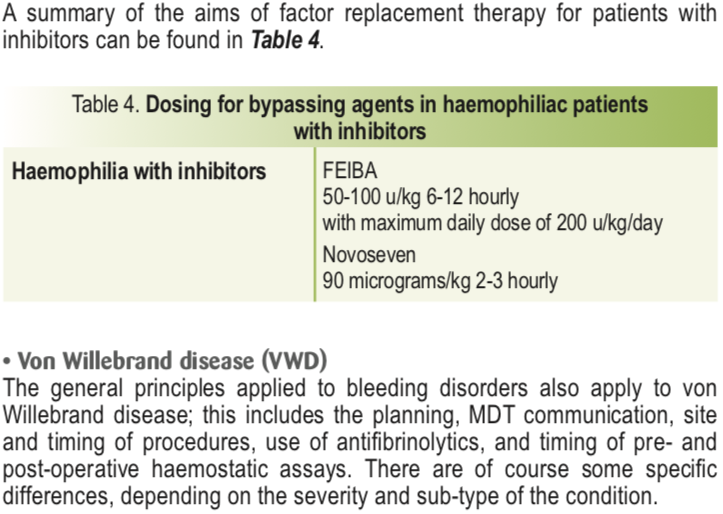 A summary of the aims of factor replacement therapy for patients with
inhibitors can be found in Table 4.
Table 4. Dosing for bypassing agents in haemophiliac patients
with inhibitors
Haemophilia with inhibitors
FEIBA
50-100 u/kg 6-12 hourly
with maximum daily dose of 200 u/kg/day
Novoseven
90 micrograms/kg 2-3 hourly
• Von Willebrand disease (VWD)
The general principles applied to bleeding disorders also apply to von
Willebrand disease; this includes the planning, MDT communication, site
and timing of procedures, use of antifibrinolytics, and timing of pre- and
post-operative haemostatic assays. There are of course some specific
differences, depending on the severity and sub-type of the condition.